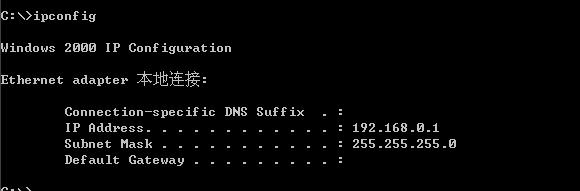 C:\>ipconfig
Windows 2000 IP Configuration
Ethernet adapter 本地连接:
Connection-specific DNS Suffix  . :
IP Address. . . . . . . . . . . . : 192.168.0.1
Subnet Mask . . . . . . . . . . . : 255.255.255.0
Default Gateway . . . . . . . . . :
C:\>